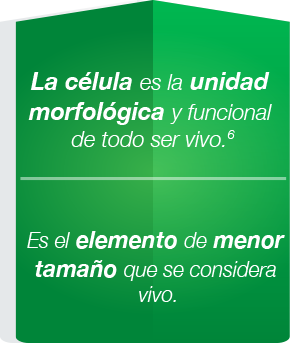 La célula es la unidad
morfológica y funcional
de todo ser vivo.⁶
Es el elemento de menor
tamaño que se considera
vivo.